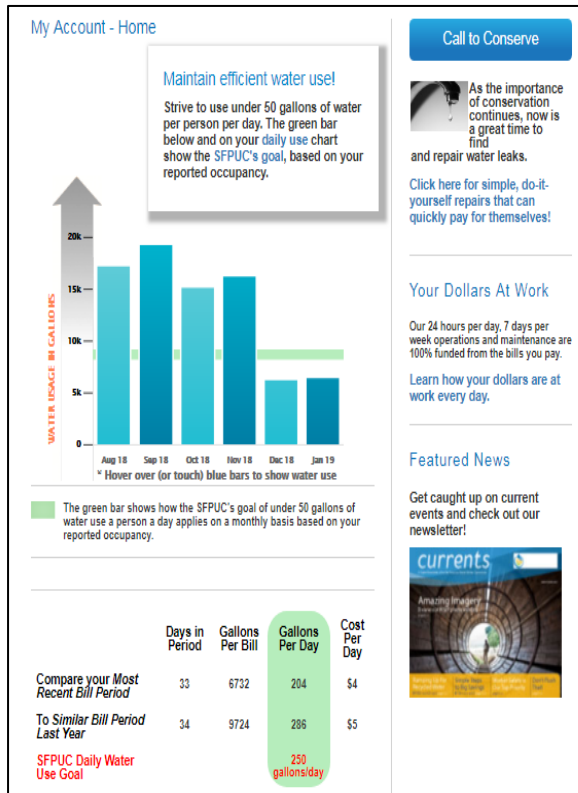 My Account - Home
Maintain efficient water use!
Strive to use under 50 gallons of water
per person per day. The green bar
below and on your daily use chart
show the SFPUC's goal, based on your
reported occupancy.
WATER USAGE IN GALLONS
20k
15k
10k
5k
0
Aug 18 Sep 18 Oct 18 Nov 18 Dec 18 Jan 19
* Hover over (or touch) blue bars to show water use
The green bar shows how the SFPUC's goal of under 50 gallons of
water use a person a day applies on a monthly basis based on your
reported occupancy.
Days in Period Gallons Per Bill Gallons Per Day Cost Per Day
Compare your Most
Recent Bill Period 33 6732 204 $4
To Similar Bill Period
Last Year 34 9724 286 $5
SFPUC Daily Water
Use Goal
250
gallons/day
Call to Conserve
As the importance
of conservation
continues, now is
a great time to
find
and repair water leaks.
Click here for simple, do-it-
yourself repairs that can
quickly pay for themselves!
Your Dollars At Work
Our 24 hours per day, 7 days per
week operations and maintenance are
100% funded from the bills you pay.
Learn how your dollars are at
work every day.
Featured News
Get caught up on current
events and check out our
newsletter!
currents
Amazing Imagery